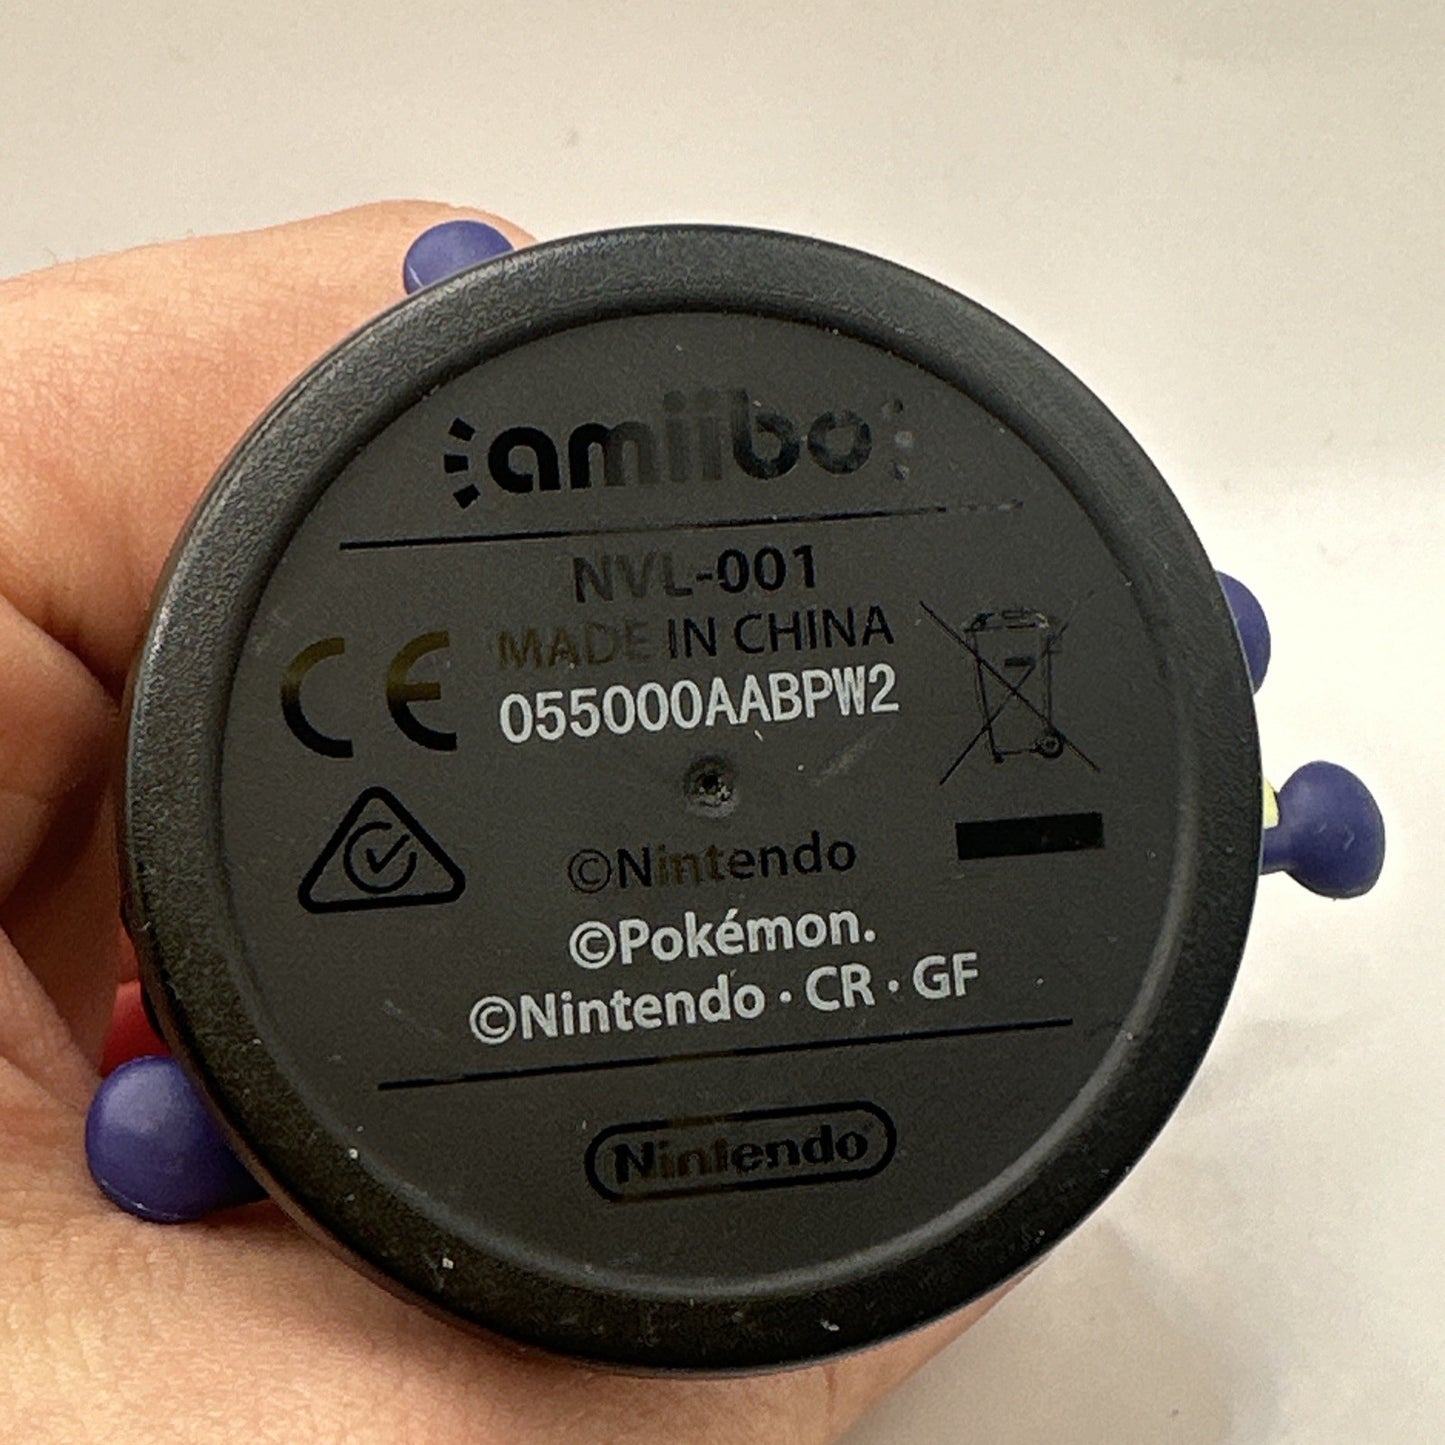 amiibo
NVL-001
MADE IN CHINA
CE
055000AABPW2
©Nintendo
©Pokémon.
©Nintendo・CR・GF
Nintendo®